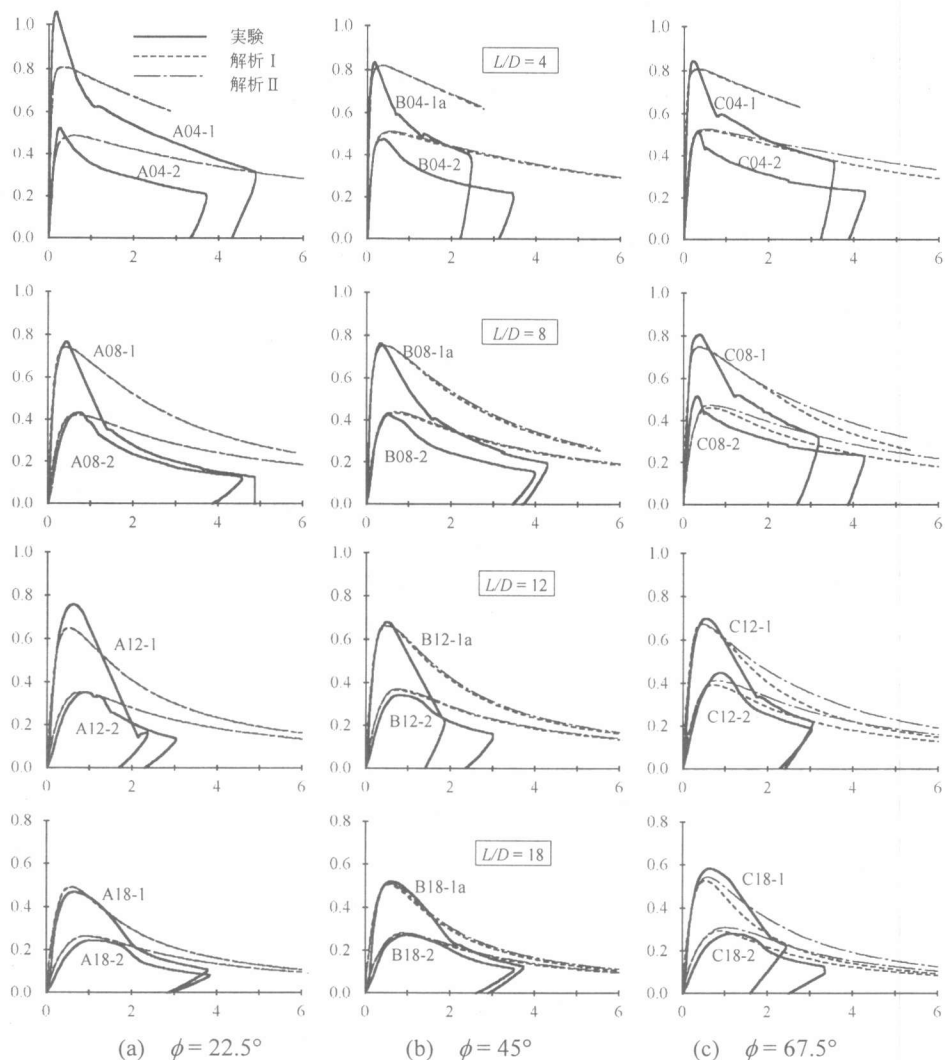 実験
解析 I
解析 II
1.0
0.8
0.6
0.4
0.2
0.0
A04-1
A04-2
0 2 4 6
L/D = 4
1.0
0.8
0.6
0.4
0.2
0.0
B04-1a
B04-2
0 2 4 6
1.0
0.8
0.6
0.4
0.2
0.0
C04-1
C04-2
0 2 4 6
1.0
0.8
0.6
0.4
0.2
0.0
A08-1
A08-2
0 2 4 6
L/D = 8
1.0
0.8
0.6
0.4
0.2
0.0
B08-1a
B08-2
0 2 4 6
1.0
0.8
0.6
0.4
0.2
0.0
C08-1
C08-2
0 2 4 6
1.0
0.8
0.6
0.4
0.2
0.0
A12-1
A12-2
0 2 4 6
L/D = 12
1.0
0.8
0.6
0.4
0.2
0.0
B12-1a
B12-2
0 2 4 6
1.0
0.8
0.6
0.4
0.2
0.0
C12-1
C12-2
0 2 4 6
0.8
0.6
0.4
0.2
0.0
A18-1
A18-2
0 2 4 6
L/D = 18
0.8
0.6
0.4
0.2
0.0
B18-1a
B18-2
0 2 4 6
0.8
0.6
0.4
0.2
0.0
C18-1
C18-2
0 2 4 6
(a) ϕ = 22.5°
(b) ϕ = 45°
(c) ϕ = 67.5°